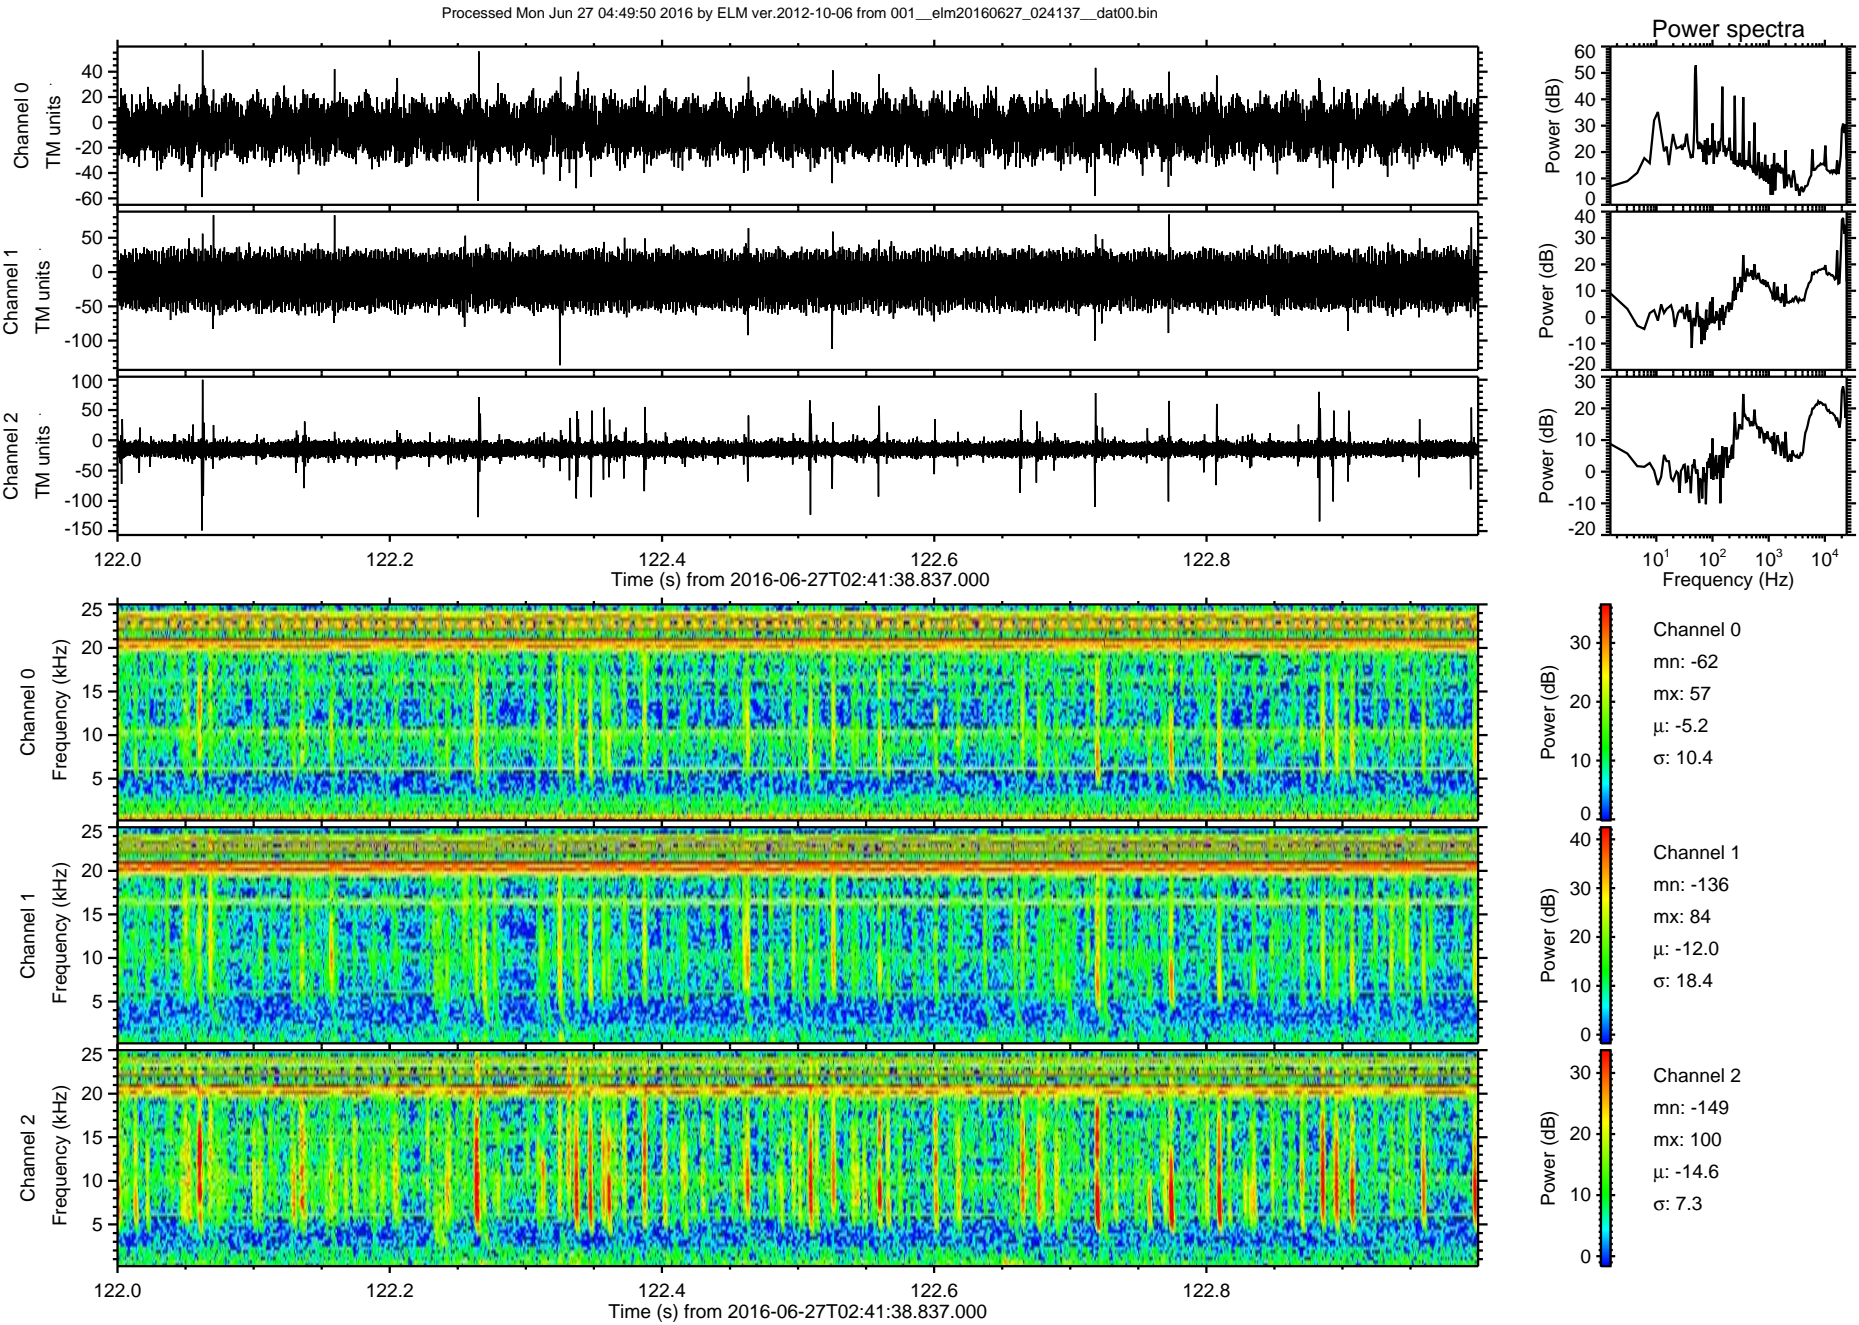 Processed Mon Jun 27 04:49:50 2016 by ELM ver.2012-10-06 from 001__elm20160627_024137__dat00.bin
Power spectra
Channel 0
TM units
40
20
0
-20
-40
-60
Power (dB)
60
50
40
30
20
10
0
Channel 1
TM units
50
0
-50
-100
Power (dB)
40
30
20
10
0
-10
-20
Channel 2
TM units
100
50
0
-50
-100
-150
Power (dB)
30
20
10
0
-10
-20
122.0 122.2 122.4 122.6 122.8
Time (s) from 2016-06-27T02:41:38.837.000
10^1 10^2 10^3 10^4
Frequency (Hz)
Channel 0
Frequency (kHz)
25
20
15
10
5
Power (dB)
30
20
10
0
Channel 0
mn: -62
mx: 57
μ: -5.2
σ: 10.4
Channel 1
Frequency (kHz)
25
20
15
10
5
Power (dB)
40
30
20
10
0
Channel 1
mn: -136
mx: 84
μ: -12.0
σ: 18.4
Channel 2
Frequency (kHz)
25
20
15
10
5
Power (dB)
30
20
10
0
Channel 2
mn: -149
mx: 100
μ: -14.6
σ: 7.3
122.0 122.2 122.4 122.6 122.8
Time (s) from 2016-06-27T02:41:38.837.000